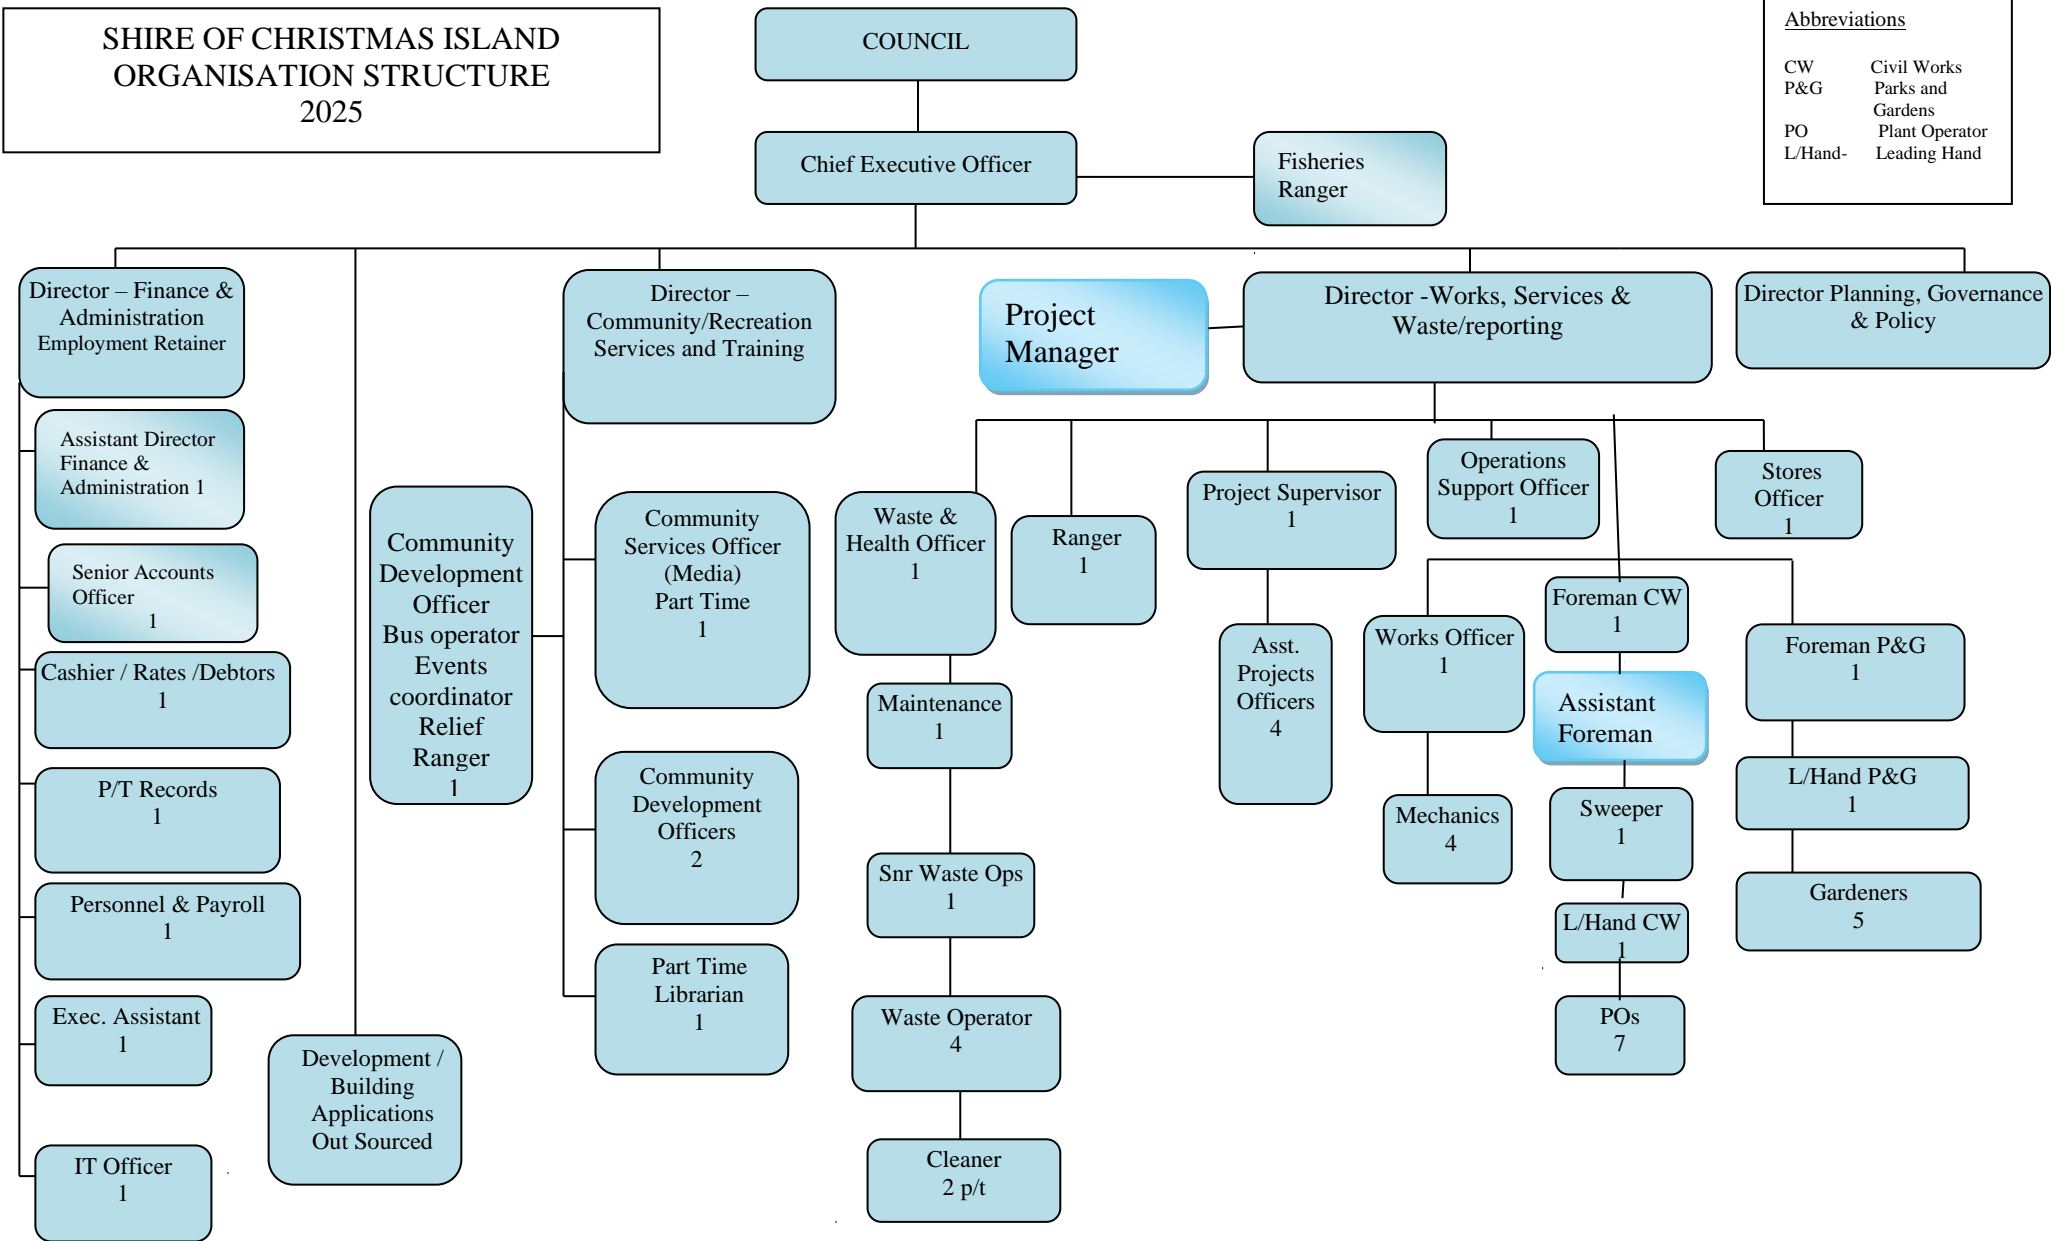 SHIRE OF CHRISTMAS ISLAND
ORGANISATION STRUCTURE
2025
COUNCIL
Abbreviations
CW Civil Works
P&G Parks and
Gardens
PO Plant Operator
L/Hand- Leading Hand
Chief Executive Officer
Fisheries
Ranger
Director – Finance &
Administration
Employment Retainer
Director –
Community/Recreation
Services and Training
Project
Manager
Director -Works, Services &
Waste/reporting
Director Planning, Governance
& Policy
Assistant Director
Finance &
Administration 1
Senior Accounts
Officer
1
Cashier / Rates /Debtors
1
P/T Records
1
Personnel & Payroll
1
Exec. Assistant
1
IT Officer
1
Development /
Building
Applications
Out Sourced
Community
Development
Officer
Bus operator
Events
coordinator
Relief
Ranger
1
Community
Services Officer
(Media)
Part Time
1
Community
Development
Officers
2
Part Time
Librarian
1
Waste &
Health Officer
1
Maintenance
1
Snr Waste Ops
1
Waste Operator
4
Cleaner
2 p/t
Ranger
1
Project Supervisor
1
Asst.
Projects
Officers
4
Operations
Support Officer
1
Stores
Officer
1
Works Officer
1
Mechanics
4
Foreman CW
1
Assistant
Foreman
Sweeper
1
L/Hand CW
1
POs
7
Foreman P&G
1
L/Hand P&G
1
Gardeners
5